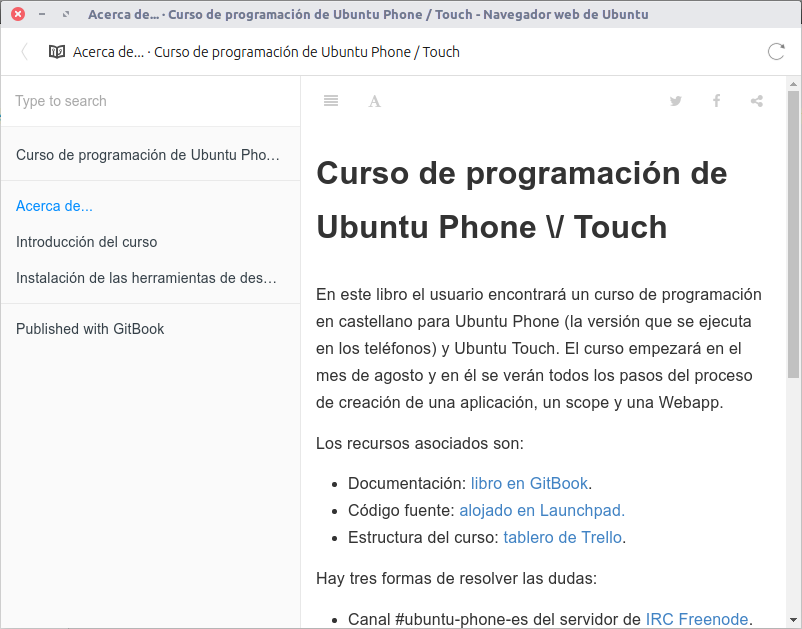 Acerca de... · Curso de programación de Ubuntu Phone / Touch - Navegador web de Ubuntu
Acerca de... · Curso de programación de Ubuntu Phone / Touch
Type to search
Curso de programación de Ubuntu Pho...
Acerca de...
Introducción del curso
Instalación de las herramientas de des...
Published with GitBook
A
Curso de programación de
Ubuntu Phone \/ Touch
En este libro el usuario encontrará un curso de programación
en castellano para Ubuntu Phone (la versión que se ejecuta
en los teléfonos) y Ubuntu Touch. El curso empezará en el
mes de agosto y en él se verán todos los pasos del proceso
de creación de una aplicación, un scope y una Webapp.
Los recursos asociados son:
• Documentación: libro en GitBook.
• Código fuente: alojado en Launchpad.
• Estructura del curso: tablero de Trello.
Hay tres formas de resolver las dudas:
• Canal #ubuntu-phone-es del servidor de IRC Freenode.